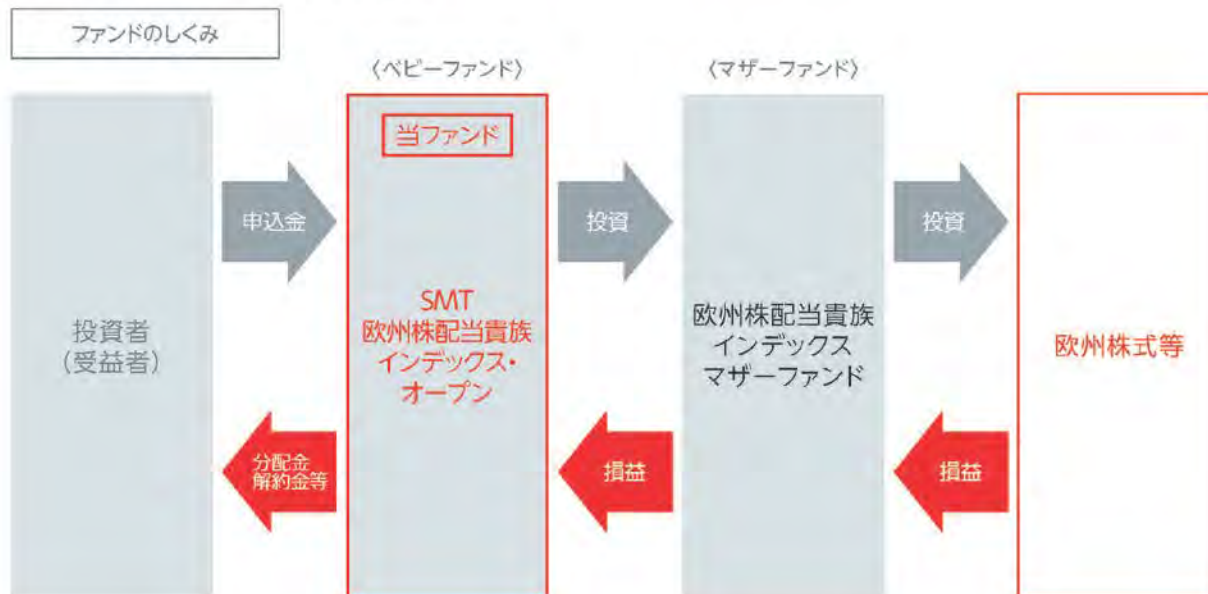 ファンドのしくみ
〈ベビーファンド〉
〈マザーファンド〉
当ファンド
申込金
投資
投資
投資者
(受益者)
SMT
欧州株配当貴族
インデックス・
オープン
欧州株配当貴族
インデックス
マザーファンド
欧州株式等
分配金
解約金等
損益
損益